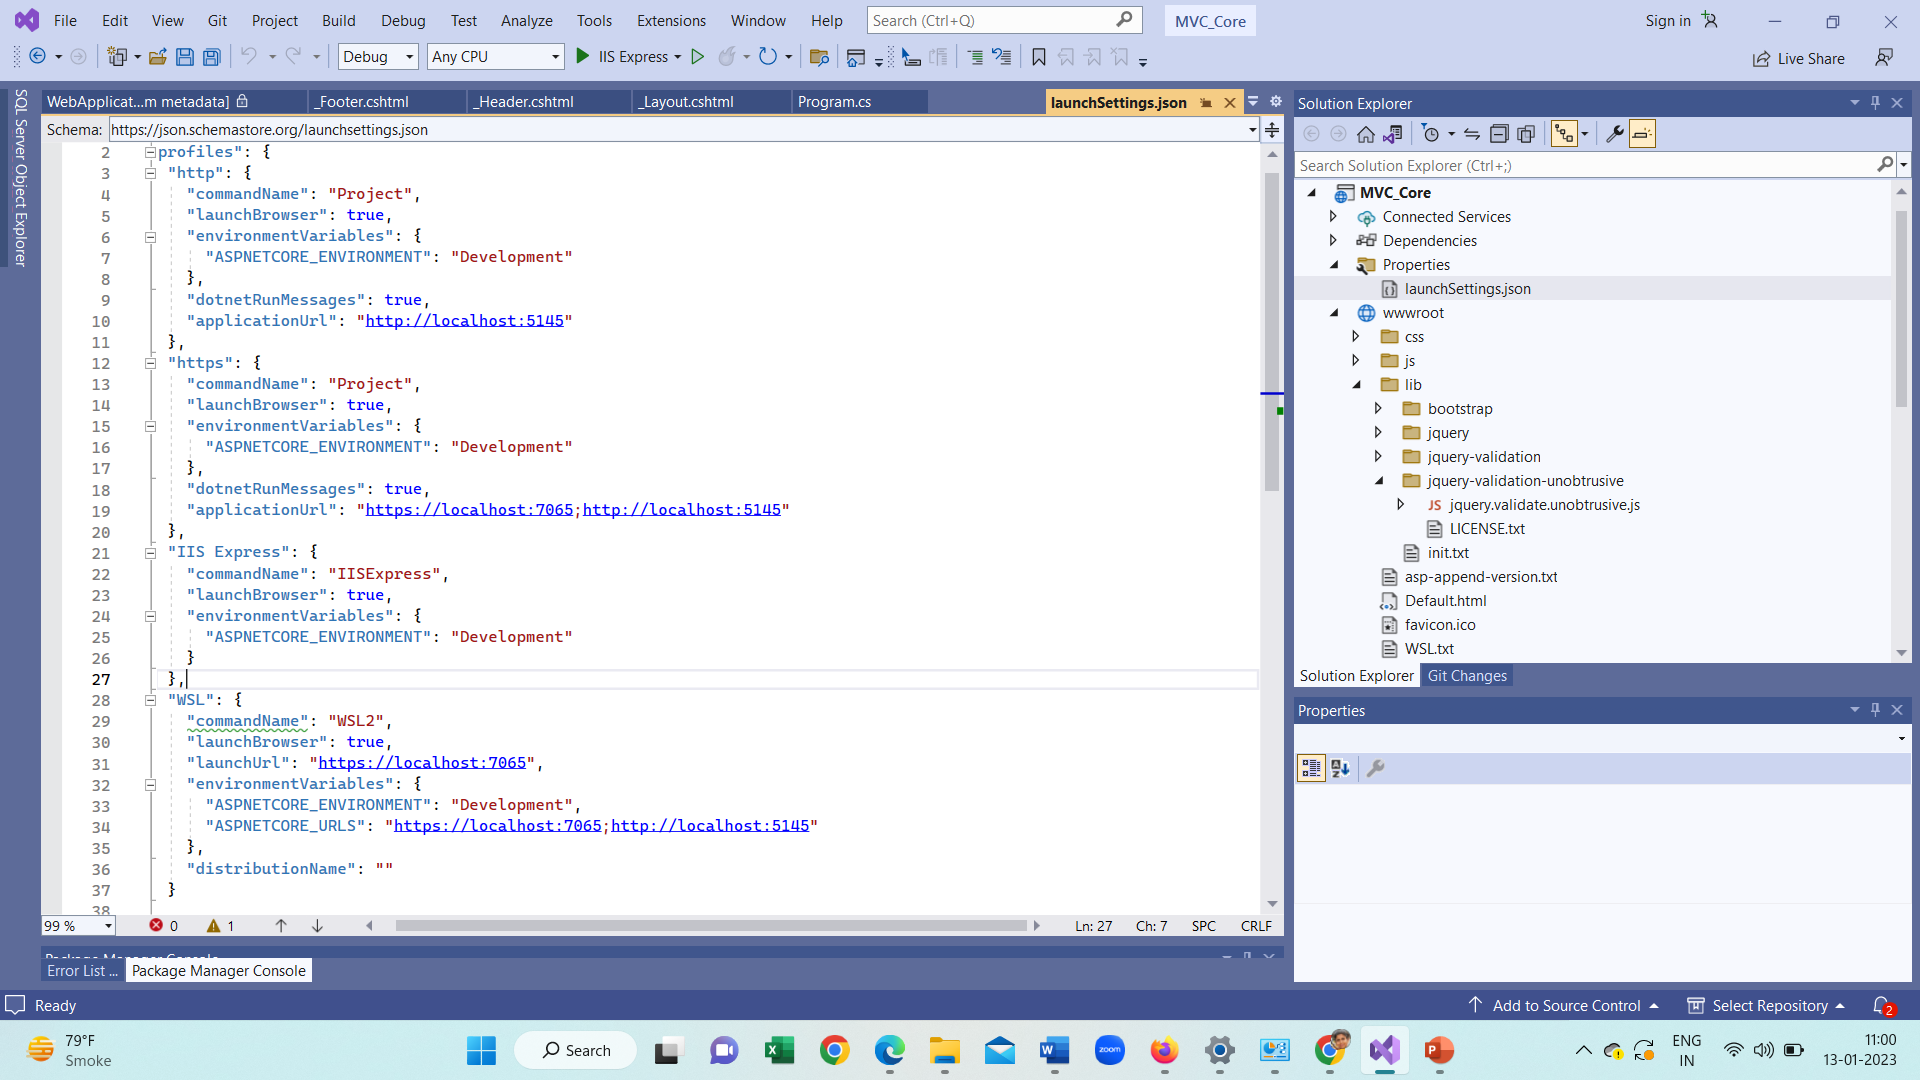 File Edit View Git Project Build Debug Test Analyze Tools Extensions Window Help Search (Ctrl+Q) MVC_Core Sign in
Debug Any CPU IIS Express Live Share
SQL Server Object Explorer
WebApplicat...m metadata] _Footer.cshtml _Header.cshtml _Layout.cshtml Program.cs launchSettings.json
Schema: https://json.schemastore.org/launchsettings.json
2 profiles": {
3 "http": {
4 "commandName": "Project",
5 "launchBrowser": true,
6 "environmentVariables": {
7 "ASPNETCORE_ENVIRONMENT": "Development"
8 },
9 "dotnetRunMessages": true,
10 "applicationUrl": "http://localhost:5145"
11 },
12 "https": {
13 "commandName": "Project",
14 "launchBrowser": true,
15 "environmentVariables": {
16 "ASPNETCORE_ENVIRONMENT": "Development"
17 },
18 "dotnetRunMessages": true,
19 "applicationUrl": "https://localhost:7065;http://localhost:5145"
20 },
21 "IIS Express": {
22 "commandName": "IISExpress",
23 "launchBrowser": true,
24 "environmentVariables": {
25 "ASPNETCORE_ENVIRONMENT": "Development"
26 }
27 },
28 "WSL": {
29 "commandName": "WSL2",
30 "launchBrowser": true,
31 "launchUrl": "https://localhost:7065",
32 "environmentVariables": {
33 "ASPNETCORE_ENVIRONMENT": "Development",
34 "ASPNETCORE_URLS": "https://localhost:7065;http://localhost:5145"
35 },
36 "distributionName": ""
37 }
38
99 % 0 1 Ln: 27 Ch: 7 SPC CRLF
Package Manager Console
Error List ... Package Manager Console
Solution Explorer
Search Solution Explorer (Ctrl+;)
MVC_Core
Connected Services
Dependencies
Properties
launchSettings.json
wwwroot
css
js
lib
bootstrap
jquery
jquery-validation
jquery-validation-unobtrusive
JS jquery.validate.unobtrusive.js
LICENSE.txt
init.txt
asp-append-version.txt
Default.html
favicon.ico
WSL.txt
Solution Explorer Git Changes
Properties
Ready Add to Source Control Select Repository 2
79°F
Smoke
Search
zoom
ENG
IN
11:00
13-01-2023